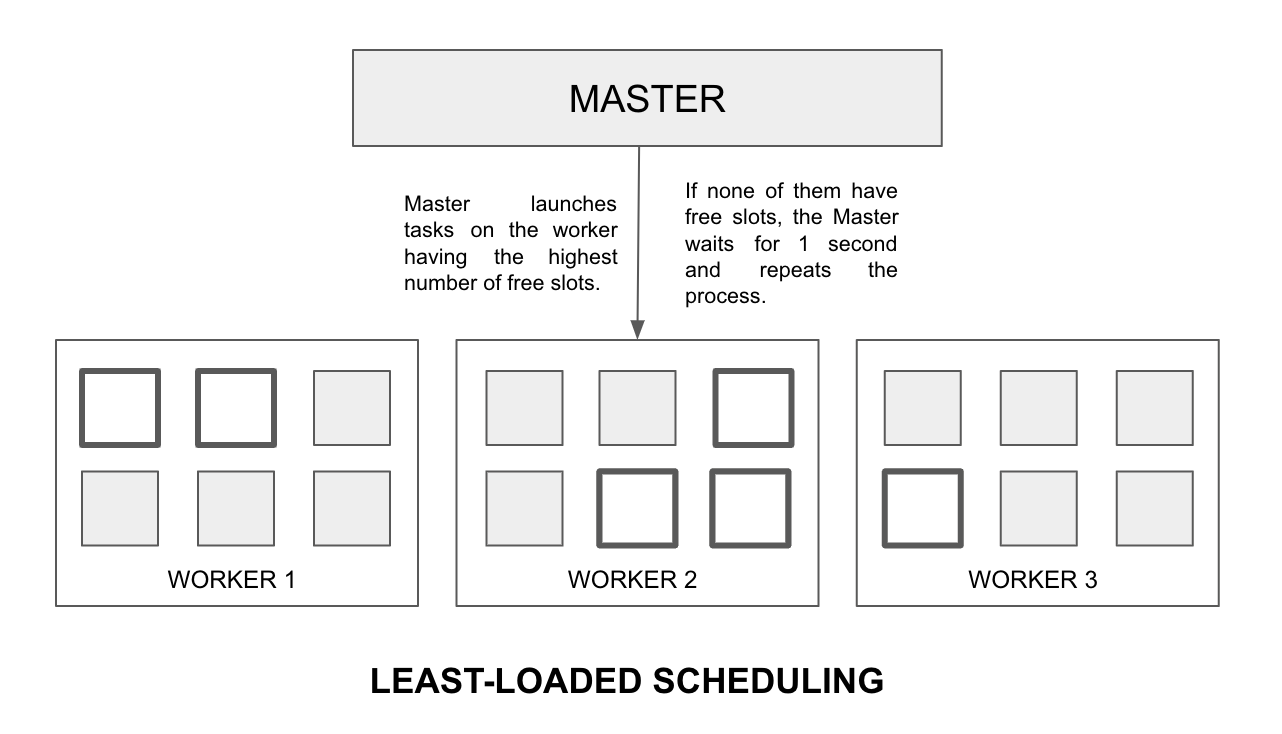 MASTER
Master launches
tasks on the worker
having the highest
number of free slots.
If none of them have
free slots, the Master
waits for 1 second
and repeats the
process.
WORKER 1
WORKER 2
WORKER 3
LEAST-LOADED SCHEDULING